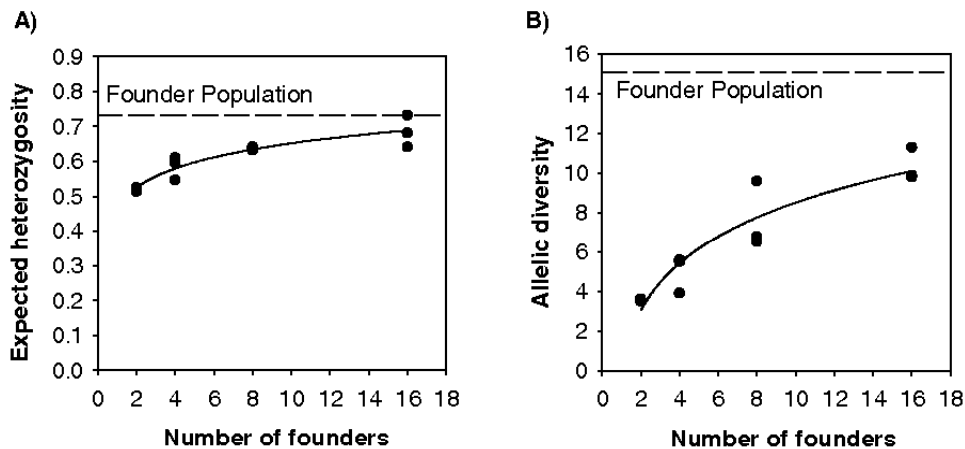 A)
Expected heterozygosity
0.9
0.8
0.7
0.6
0.5
0.4
0.3
0.2
0.1
0.0
Founder Population
0 2 4 6 8 10 12 14 16 18
Number of founders
B)
Allelic diversity
16
14
12
10
8
6
4
2
0
Founder Population
0 2 4 6 8 10 12 14 16 18
Number of founders